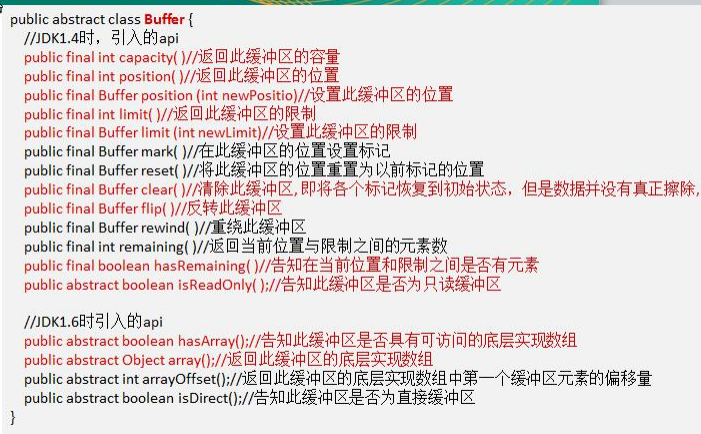 public abstract class Buffer {
//JDK1.4时，引入的api
public final int capacity( )//返回此缓冲区的容量
public final int position( )//返回此缓冲区的位置
public final Buffer position (int newPositio)//设置此缓冲区的位置
public final int limit( )//返回此缓冲区的限制
public final Buffer limit (int newLimit)//设置此缓冲区的限制
public final Buffer mark( )//在此缓冲区的位置设置标记
public final Buffer reset( )//将此缓冲区的位置重置为以前标记的位置
public final Buffer clear( )//清除此缓冲区, 即将各个标记恢复到初始状态，但是数据并没有真正擦除,
public final Buffer flip( )//反转此缓冲区
public final Buffer rewind( )//重绕此缓冲区
public final int remaining( )//返回当前位置与限制之间的元素数
public final boolean hasRemaining( )//告知在当前位置和限制之间是否有元素
public abstract boolean isReadOnly( );//告知此缓冲区是否为只读缓冲区
//JDK1.6时引入的api
public abstract boolean hasArray();//告知此缓冲区是否具有可访问的底层实现数组
public abstract Object array();//返回此缓冲区的底层实现数组
public abstract int arrayOffset();//返回此缓冲区的底层实现数组中第一个缓冲区元素的偏移量
public abstract boolean isDirect();//告知此缓冲区是否为直接缓冲区
}